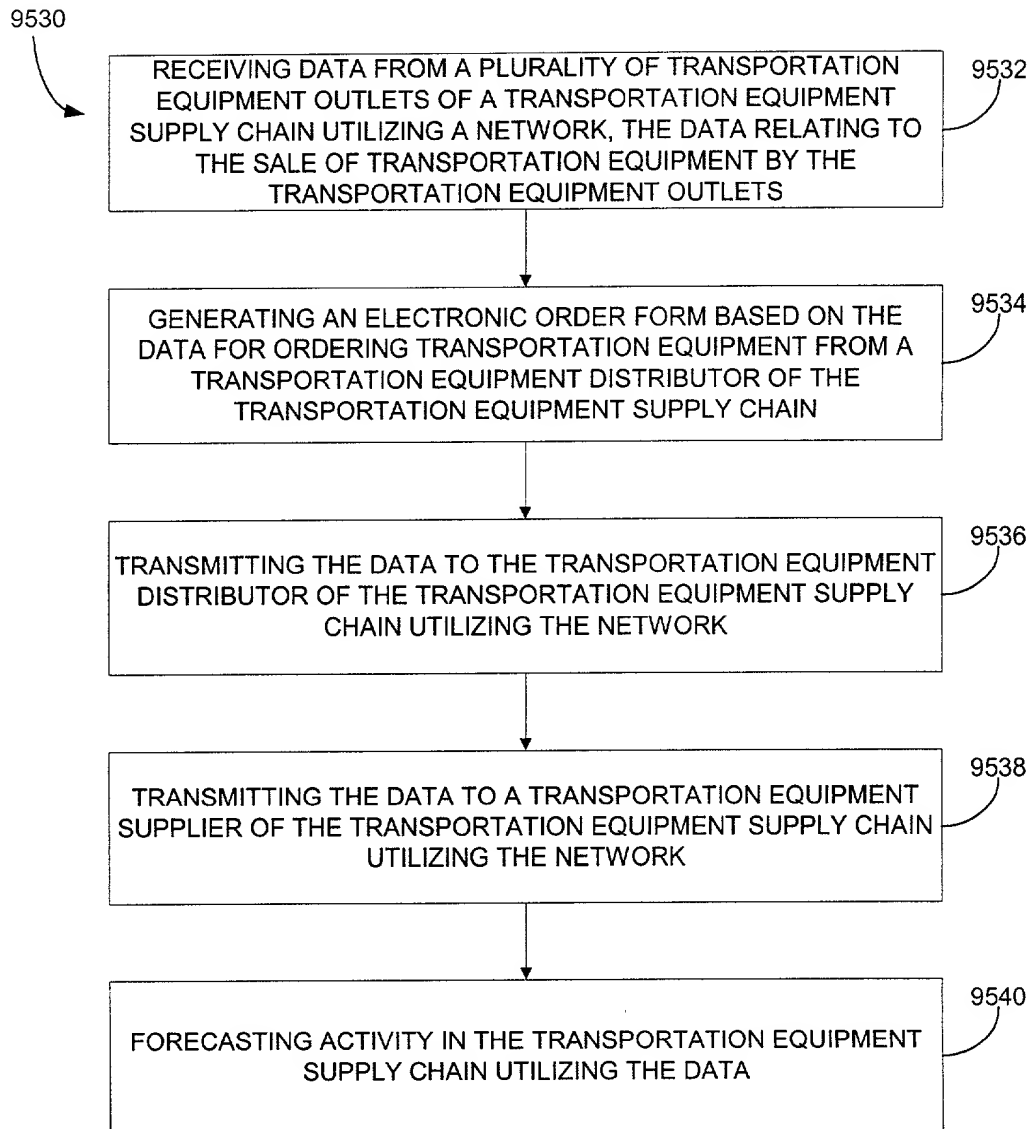 9530
RECEIVING DATA FROM A PLURALITY OF TRANSPORTATION
EQUIPMENT OUTLETS OF A TRANSPORTATION EQUIPMENT
SUPPLY CHAIN UTILIZING A NETWORK, THE DATA RELATING TO
THE SALE OF TRANSPORTATION EQUIPMENT BY THE
TRANSPORTATION EQUIPMENT OUTLETS
9532
GENERATING AN ELECTRONIC ORDER FORM BASED ON THE
DATA FOR ORDERING TRANSPORTATION EQUIPMENT FROM A
TRANSPORTATION EQUIPMENT DISTRIBUTOR OF THE
TRANSPORTATION EQUIPMENT SUPPLY CHAIN
9534
TRANSMITTING THE DATA TO THE TRANSPORTATION EQUIPMENT
DISTRIBUTOR OF THE TRANSPORTATION EQUIPMENT SUPPLY
CHAIN UTILIZING THE NETWORK
9536
TRANSMITTING THE DATA TO A TRANSPORTATION EQUIPMENT
SUPPLIER OF THE TRANSPORTATION EQUIPMENT SUPPLY CHAIN
UTILIZING THE NETWORK
9538
FORECASTING ACTIVITY IN THE TRANSPORTATION EQUIPMENT
SUPPLY CHAIN UTILIZING THE DATA
9540